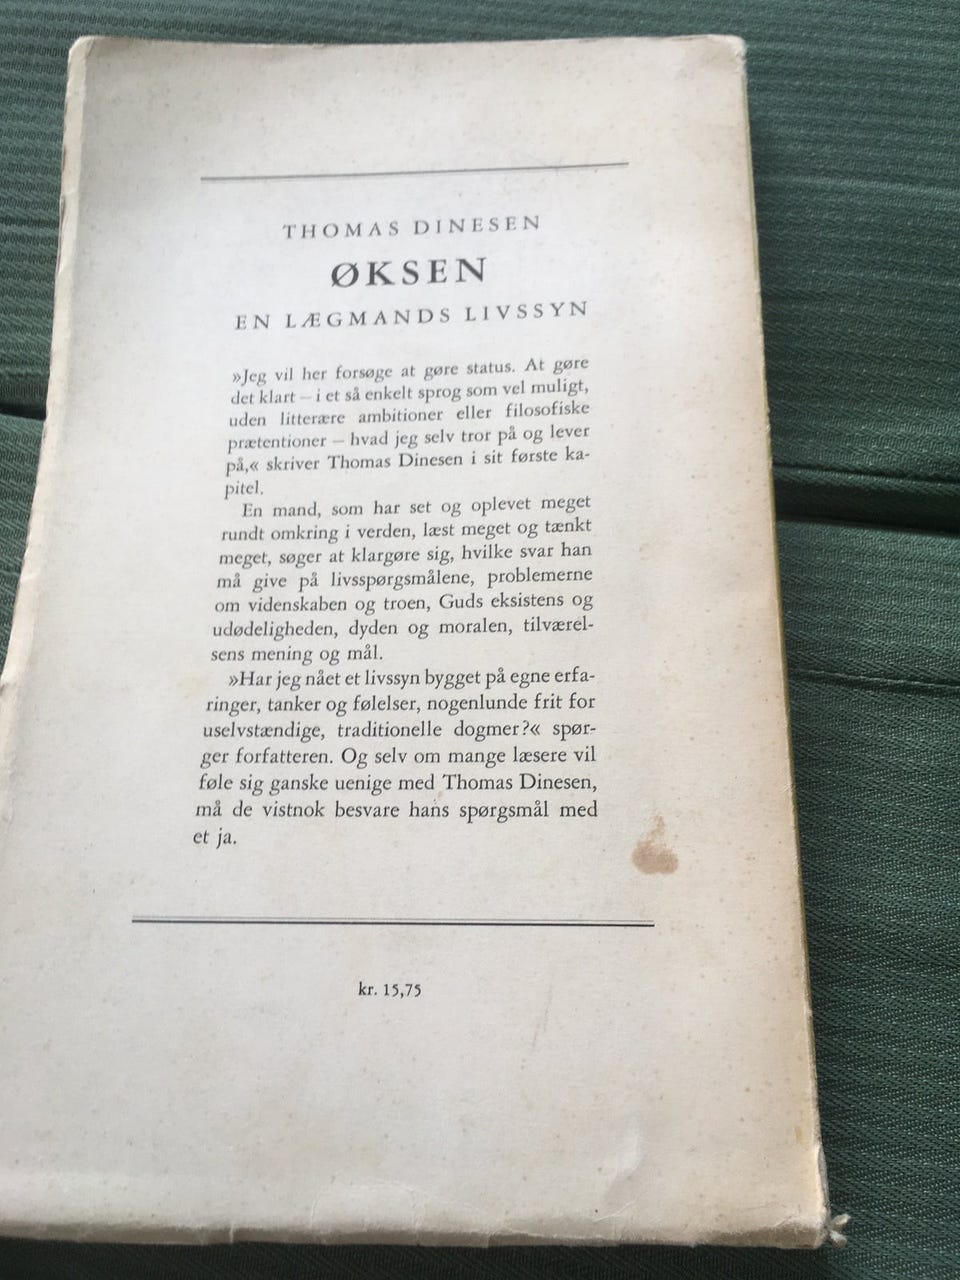 THOMAS DINESEN
ØKSEN
EN LÆGMANDS LIVSSYN
»Jeg vil her forsøge at gøre status. At gøre
det klart – i et så enkelt sprog som vel muligt,
uden litterære ambitioner eller filosofiske
prætentioner – hvad jeg selv tror på og lever
på,« skriver Thomas Dinesen i sit første ka-
pitel.
En mand, som har set og oplevet meget
rundt omkring i verden, læst meget og tænkt
meget, søger at klargøre sig, hvilke svar han
må give på livsspørgsmålene, problemerne
om videnskaben og troen, Guds eksistens og
udødeligheden, dyden og moralen, tilværel-
sens mening og mål.
»Har jeg nået et livssyn bygget på egne erfa-
ringer, tanker og følelser, nogenlunde frit for
uselvstændige, traditionelle dogmer?« spør-
ger forfatteren. Og selv om mange læsere vil
føle sig ganske uenige med Thomas Dinesen,
må de vistnok besvare hans spørgsmål med
et ja.
kr. 15,75